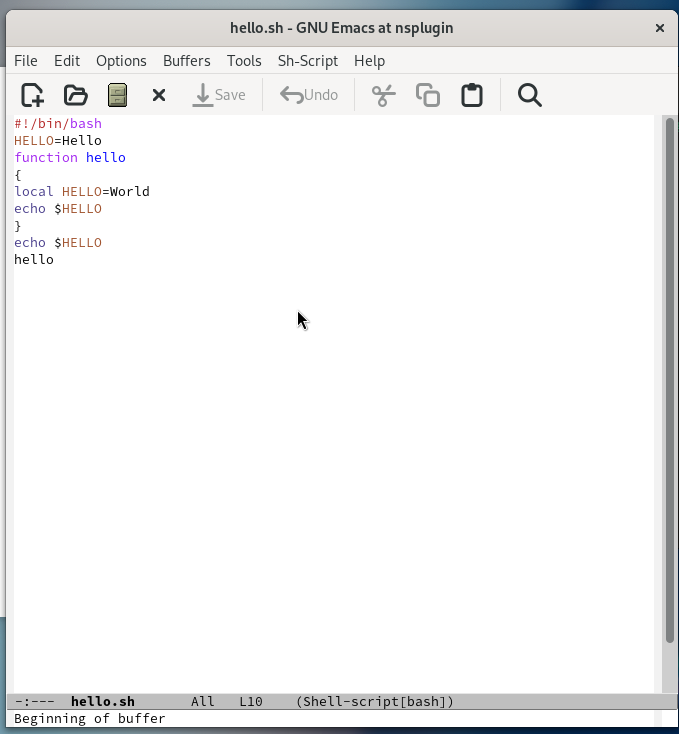 hello.sh - GNU Emacs at nsplugin
File Edit Options Buffers Tools Sh-Script Help
Save Undo
#!/bin/bash
HELLO=Hello
function hello
{
local HELLO=World
echo $HELLO
}
echo $HELLO
hello
-:--- hello.sh All L10 (Shell-script[bash])
Beginning of buffer